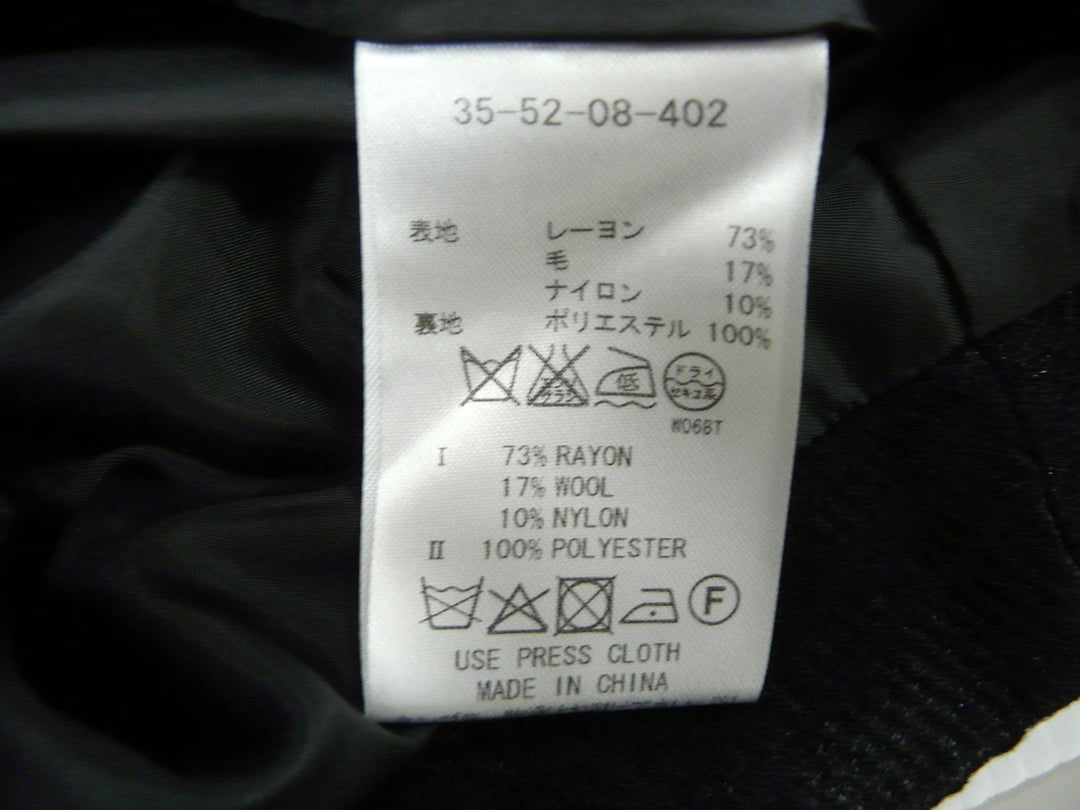 35-52-08-402
表地 レーヨン 73%
毛 17%
ナイロン 10%
裏地 ポリエステル 100%
低 ドライ
セキユ系
W068T
I 73% RAYON
17% WOOL
10% NYLON
II 100% POLYESTER
F
USE PRESS CLOTH
MADE IN CHINA